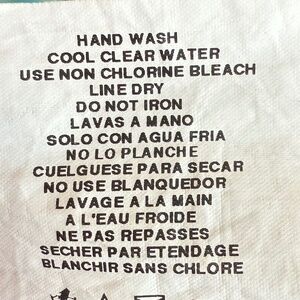 HAND WASH
COOL CLEAR WATER
USE NON CHLORINE BLEACH
LINE DRY
DO NOT IRON
LAVAS A MANO
SOLO CON AGUA FRIA
NO LO PLANCHE
CUELGUESE PARA SECAR
NO USE BLANQUEDOR
LAVAGE A LA MAIN
A L'EAU FROIDE
NE PAS REPASSES
SECHER PAR ETENDAGE
BLANCHIR SANS CHLORE